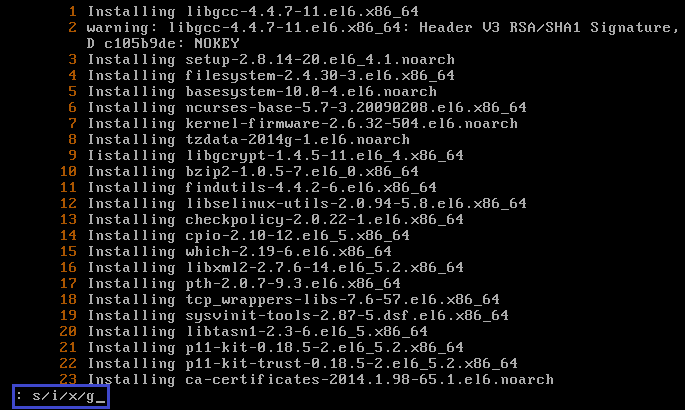 1 Installing libgcc-4.4.7-11.el6.x86_64
2 warning: libgcc-4.4.7-11.el6.x86_64: Header V3 RSA/SHA1 Signature,
D c105b9de: NOKEY
3 Installing setup-2.8.14-20.el6_4.1.noarch
4 Installing filesystem-2.4.30-3.el6.x86_64
5 Installing basesystem-10.0-4.el6.noarch
6 Installing ncurses-base-5.7-3.20090208.el6.x86_64
7 Installing kernel-firmware-2.6.32-504.el6.noarch
8 Installing tzdata-2014g-1.el6.noarch
9 Iistalling libgcrypt-1.4.5-11.el6_4.x86_64
10 Installing bzip2-1.0.5-7.el6_0.x86_64
11 Installing findutils-4.4.2-6.el6.x86_64
12 Installing libselinux-utils-2.0.94-5.8.el6.x86_64
13 Installing checkpolicy-2.0.22-1.el6.x86_64
14 Installing cpio-2.10-12.el6_5.x86_64
15 Installing which-2.19-6.el6.x86_64
16 Installing libxml2-2.7.6-14.el6_5.2.x86_64
17 Installing pth-2.0.7-9.3.el6.x86_64
18 Installing tcp_wrappers-libs-7.6-57.el6.x86_64
19 Installing sysvinit-tools-2.87-5.dsf.el6.x86_64
20 Installing libtasn1-2.3-6.el6_5.x86_64
21 Installing p11-kit-0.18.5-2.el6_5.2.x86_64
22 Installing p11-kit-trust-0.18.5-2.el6_5.2.x86_64
23 Installing ca-certificates-2014.1.98-65.1.el6.noarch
: s/i/x/g_